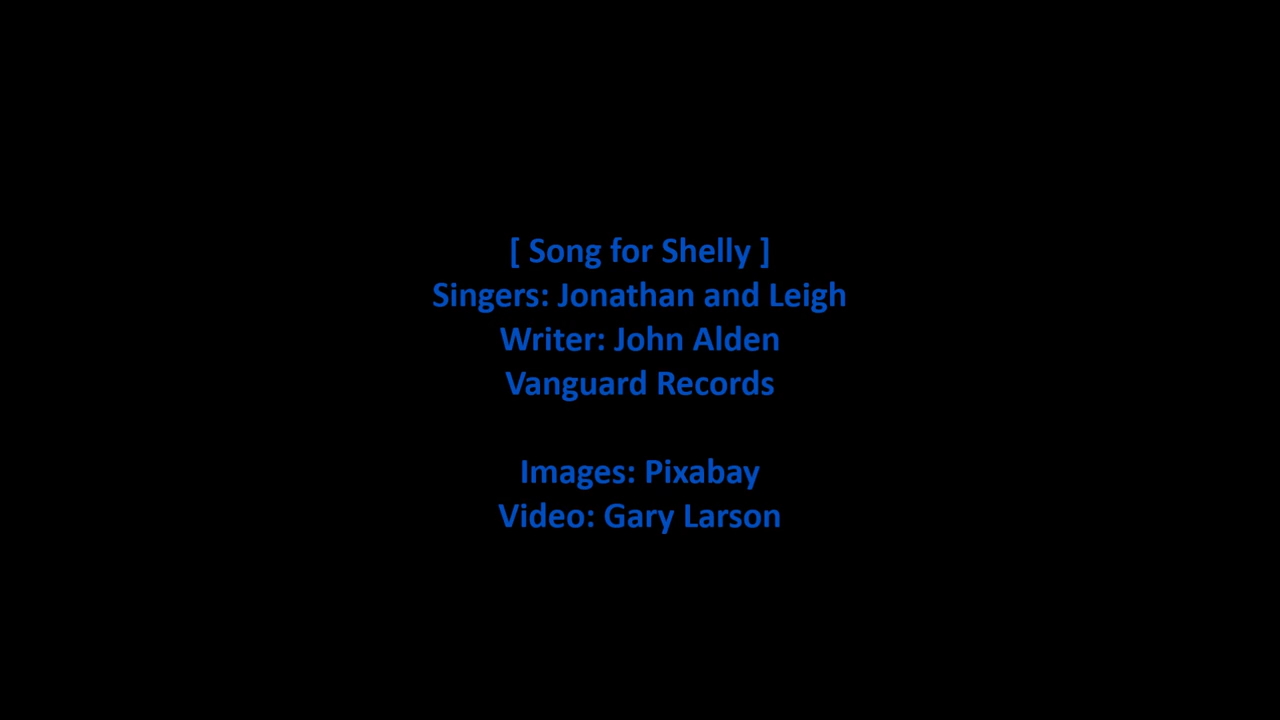 [ Song for Shelly ]
Singers: Jonathan and Leigh
Writer: John Alden
Vanguard Records
Images: Pixabay
Video: Gary Larson